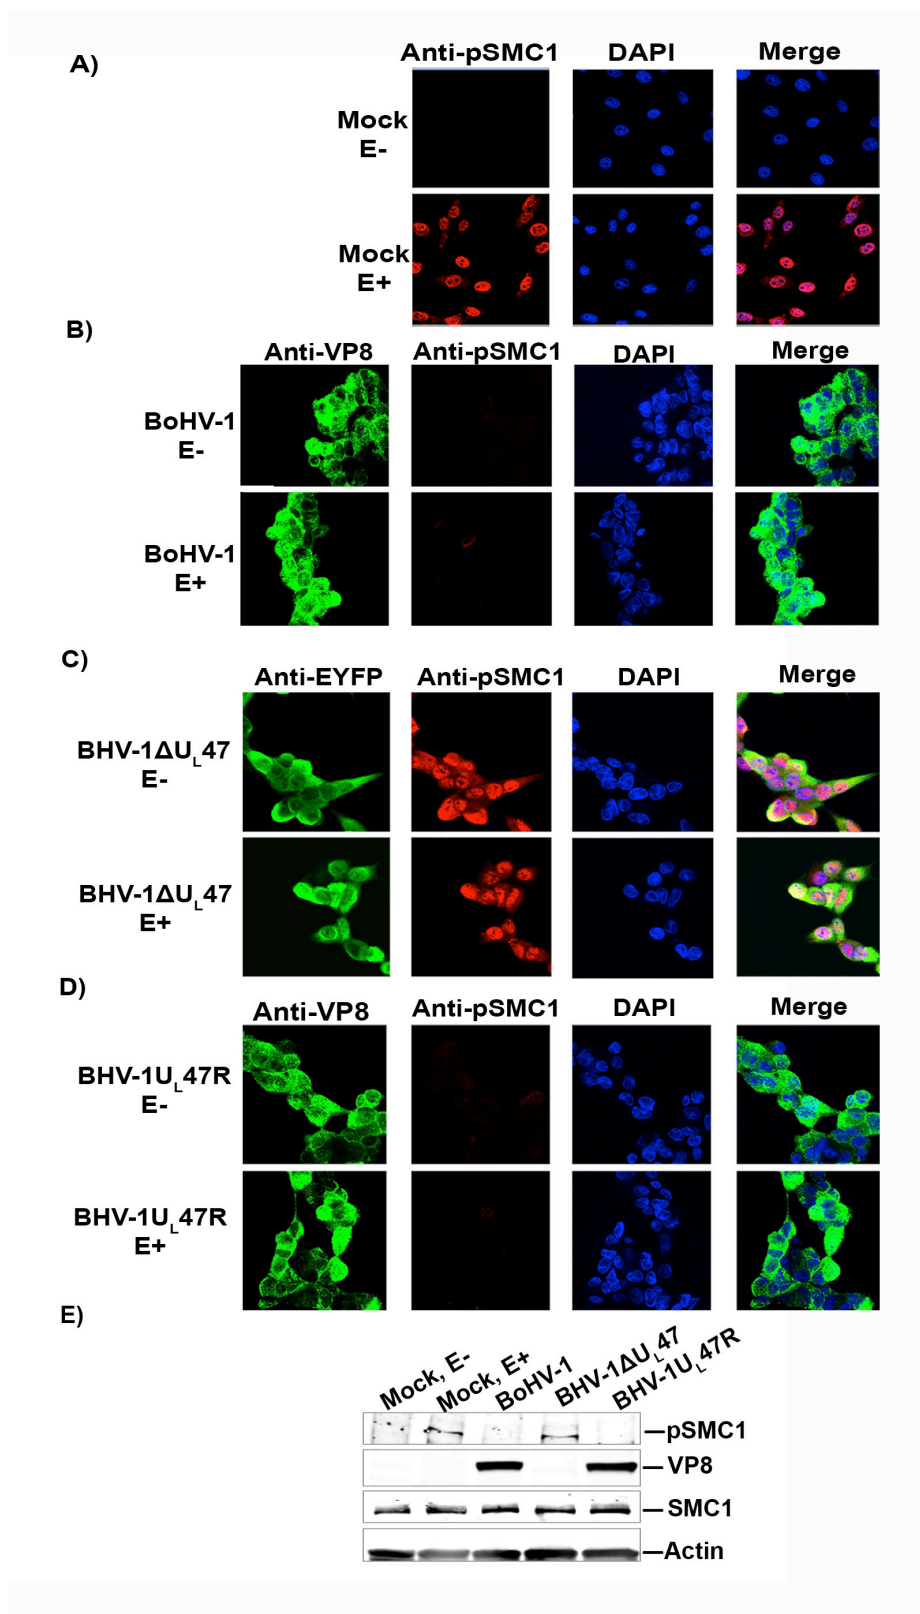 A)
Anti-pSMC1 DAPI Merge
Mock
E-
Mock
E+
B)
Anti-VP8 Anti-pSMC1 DAPI Merge
BoHV-1
E-
BoHV-1
E+
C)
Anti-EYFP Anti-pSMC1 DAPI Merge
BHV-1ΔUL47
E-
BHV-1ΔUL47
E+
D)
Anti-VP8 Anti-pSMC1 DAPI Merge
BHV-1UL47R
E-
BHV-1UL47R
E+
E)
Mock, E- Mock, E+ BoHV-1 BHV-1ΔUL47 BHV-1UL47R
pSMC1
VP8
SMC1
Actin